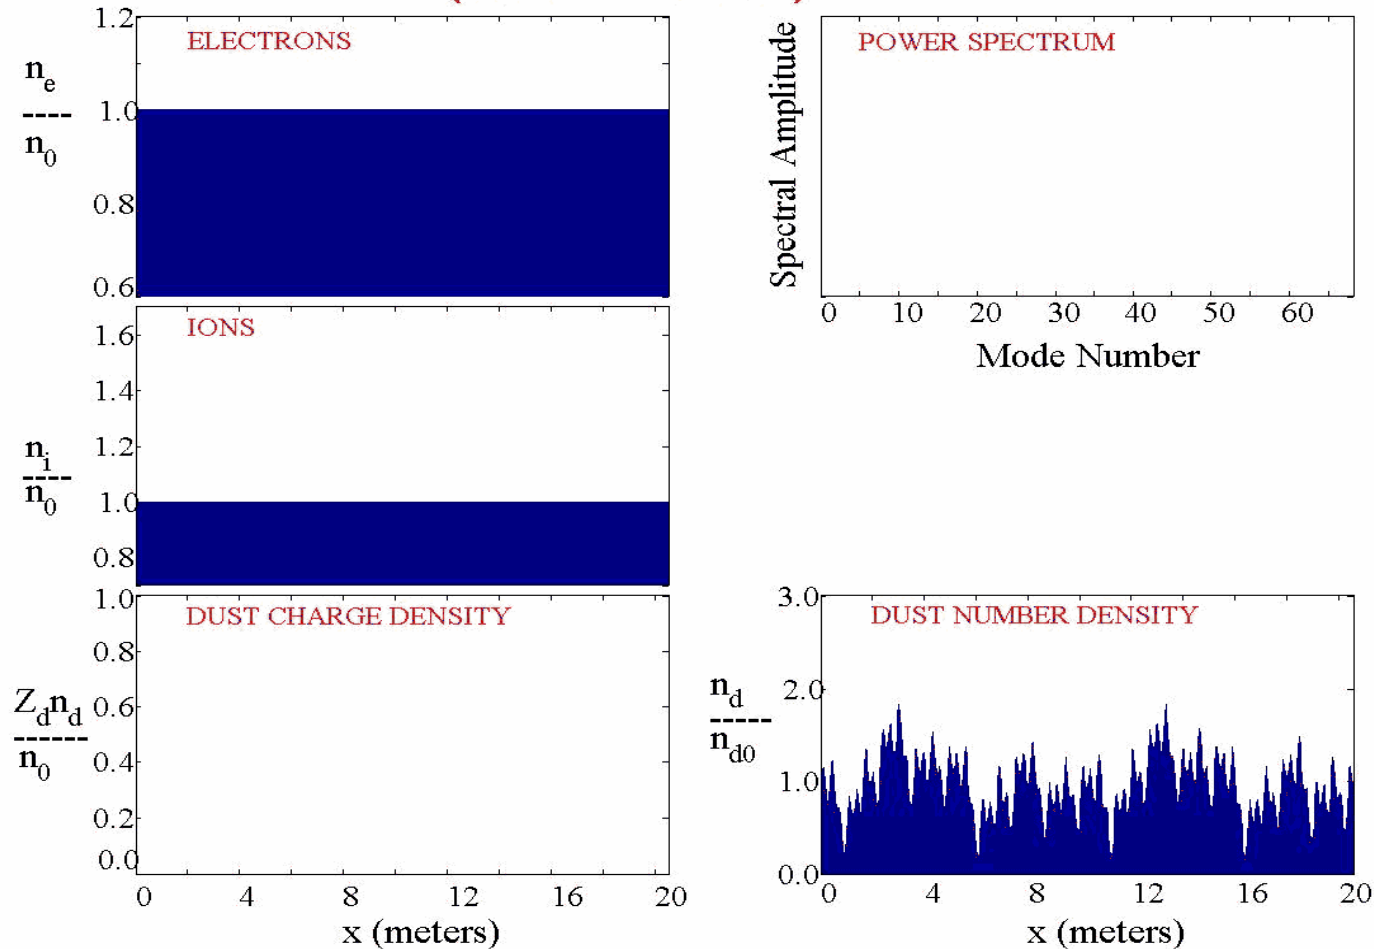 ELECTRONS
n_e
----
n_0
1.2
1.0
0.8
0.6
POWER SPECTRUM
Spectral Amplitude
0 10 20 30 40 50 60
Mode Number
IONS
n_i
----
n_0
1.6
1.4
1.2
1.0
0.8
DUST CHARGE DENSITY
Z_d n_d
------
n_0
1.0
0.8
0.6
0.4
0.2
0.0
0 4 8 12 16 20
x (meters)
DUST NUMBER DENSITY
n_d
-----
n_d0
3.0
2.0
1.0
0.0
0 4 8 12 16 20
x (meters)